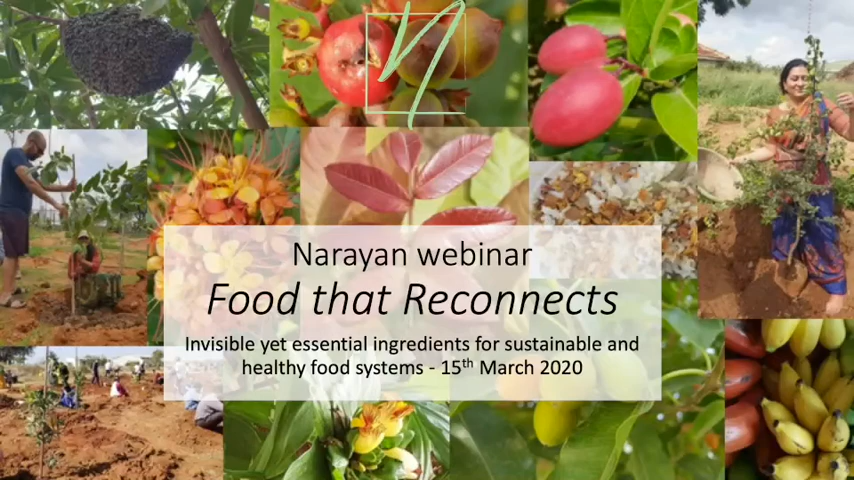 Narayan webinar
Food that Reconnects
Invisible yet essential ingredients for sustainable and
healthy food systems - 15th March 2020